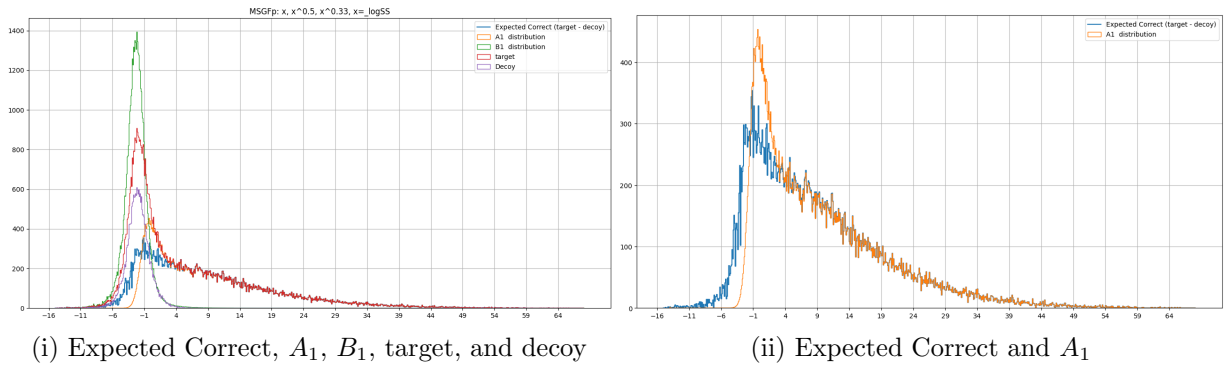 MSGFp: x, x^0.5, x^0.33, x=_logSS
Expected Correct (target - decoy)
A1 distribution
B1 distribution
target
Decoy
1400
1200
1000
800
600
400
200
0
−16 −11 −6 −1 4 9 14 19 24 29 34 39 44 49 54 59 64
(i) Expected Correct, A₁, B₁, target, and decoy
Expected Correct (target - decoy)
A1 distribution
400
300
200
100
0
−16 −11 −6 −1 4 9 14 19 24 29 34 39 44 49 54 59 64
(ii) Expected Correct and A₁